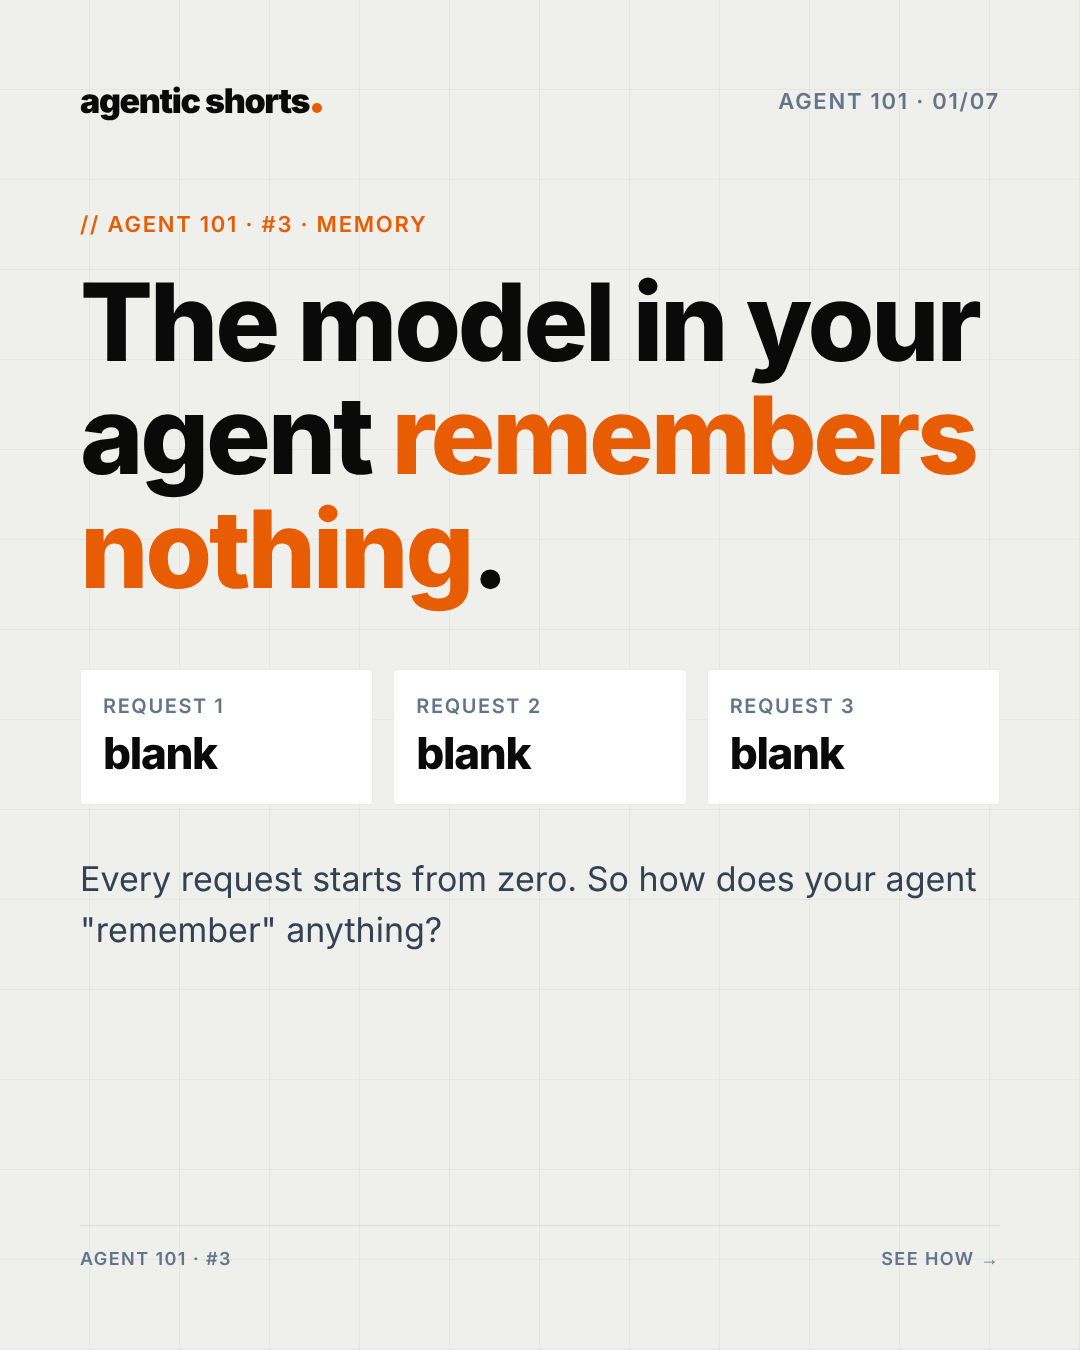 agentic shorts.
AGENT 101 · 01/07
// AGENT 101 · #3 · MEMORY
The model in your
agent remembers
nothing.
REQUEST 1
blank
REQUEST 2
blank
REQUEST 3
blank
Every request starts from zero. So how does your agent
"remember" anything?
AGENT 101 · #3
SEE HOW →